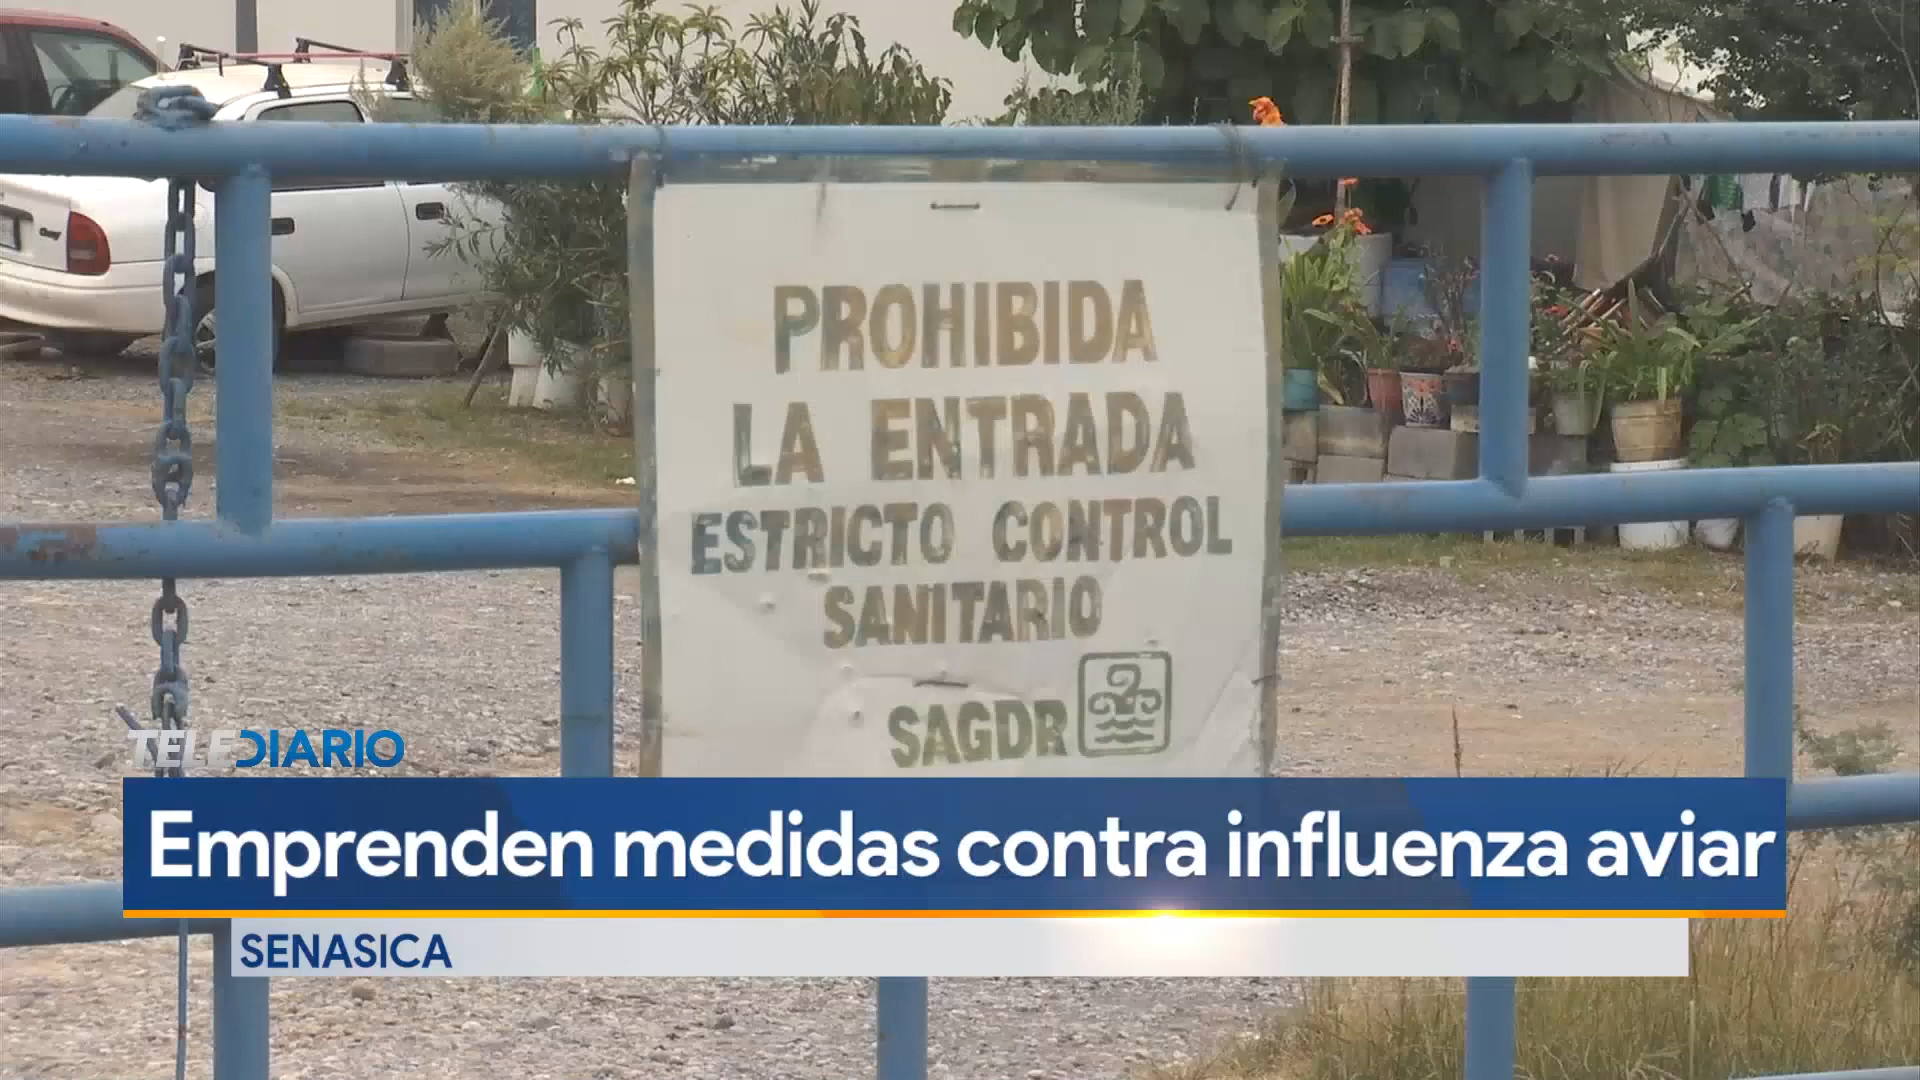 PROHIBIDA
LA ENTRADA
ESTRICTO CONTROL
SANITARIO
SAGDR
TELEDIARIO
Emprenden medidas contra influenza aviar
SENASICA